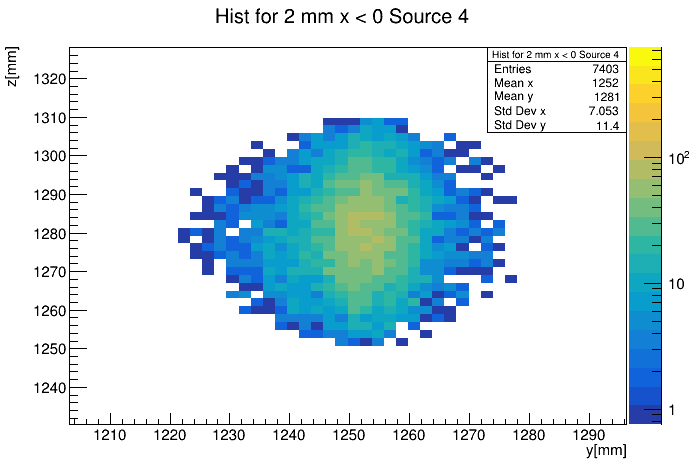 Hist for 2 mm x < 0 Source 4
z[mm]
Hist for 2 mm x < 0 Source 4
Entries 7403
Mean x 1252
Mean y 1281
Std Dev x 7.053
Std Dev y 11.4
1320
1310
1300
1290
1280
1270
1260
1250
1240
10²
10
1
1210 1220 1230 1240 1250 1260 1270 1280 1290
y[mm]